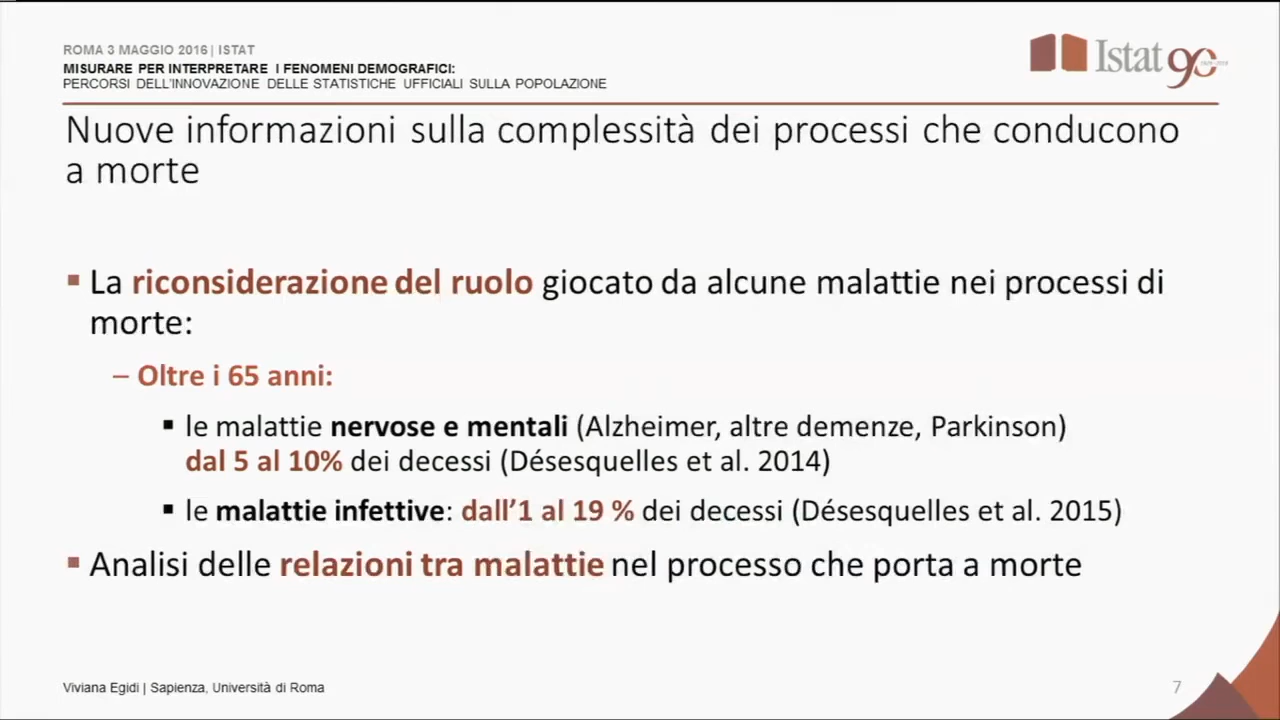 ROMA 3 MAGGIO 2016 | ISTAT
MISURARE PER INTERPRETARE I FENOMENI DEMOGRAFICI:
PERCORSI DELL'INNOVAZIONE DELLE STATISTICHE UFFICIALI SULLA POPOLAZIONE
Istat 90
Nuove informazioni sulla complessità dei processi che conducono
a morte
▪ La riconsiderazione del ruolo giocato da alcune malattie nei processi di
morte:
– Oltre i 65 anni:
▪ le malattie nervose e mentali (Alzheimer, altre demenze, Parkinson)
dal 5 al 10% dei decessi (Désesquelles et al. 2014)
▪ le malattie infettive: dall’1 al 19 % dei decessi (Désesquelles et al. 2015)
▪ Analisi delle relazioni tra malattie nel processo che porta a morte
Viviana Egidi | Sapienza, Università di Roma
7